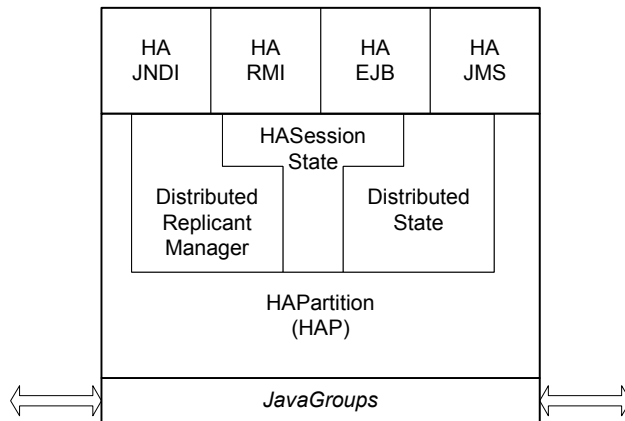 HA
JNDI
HA
RMI
HA
EJB
HA
JMS
HASession
State
Distributed
Replicant
Manager
Distributed
State
HAPartition
(HAP)
JavaGroups